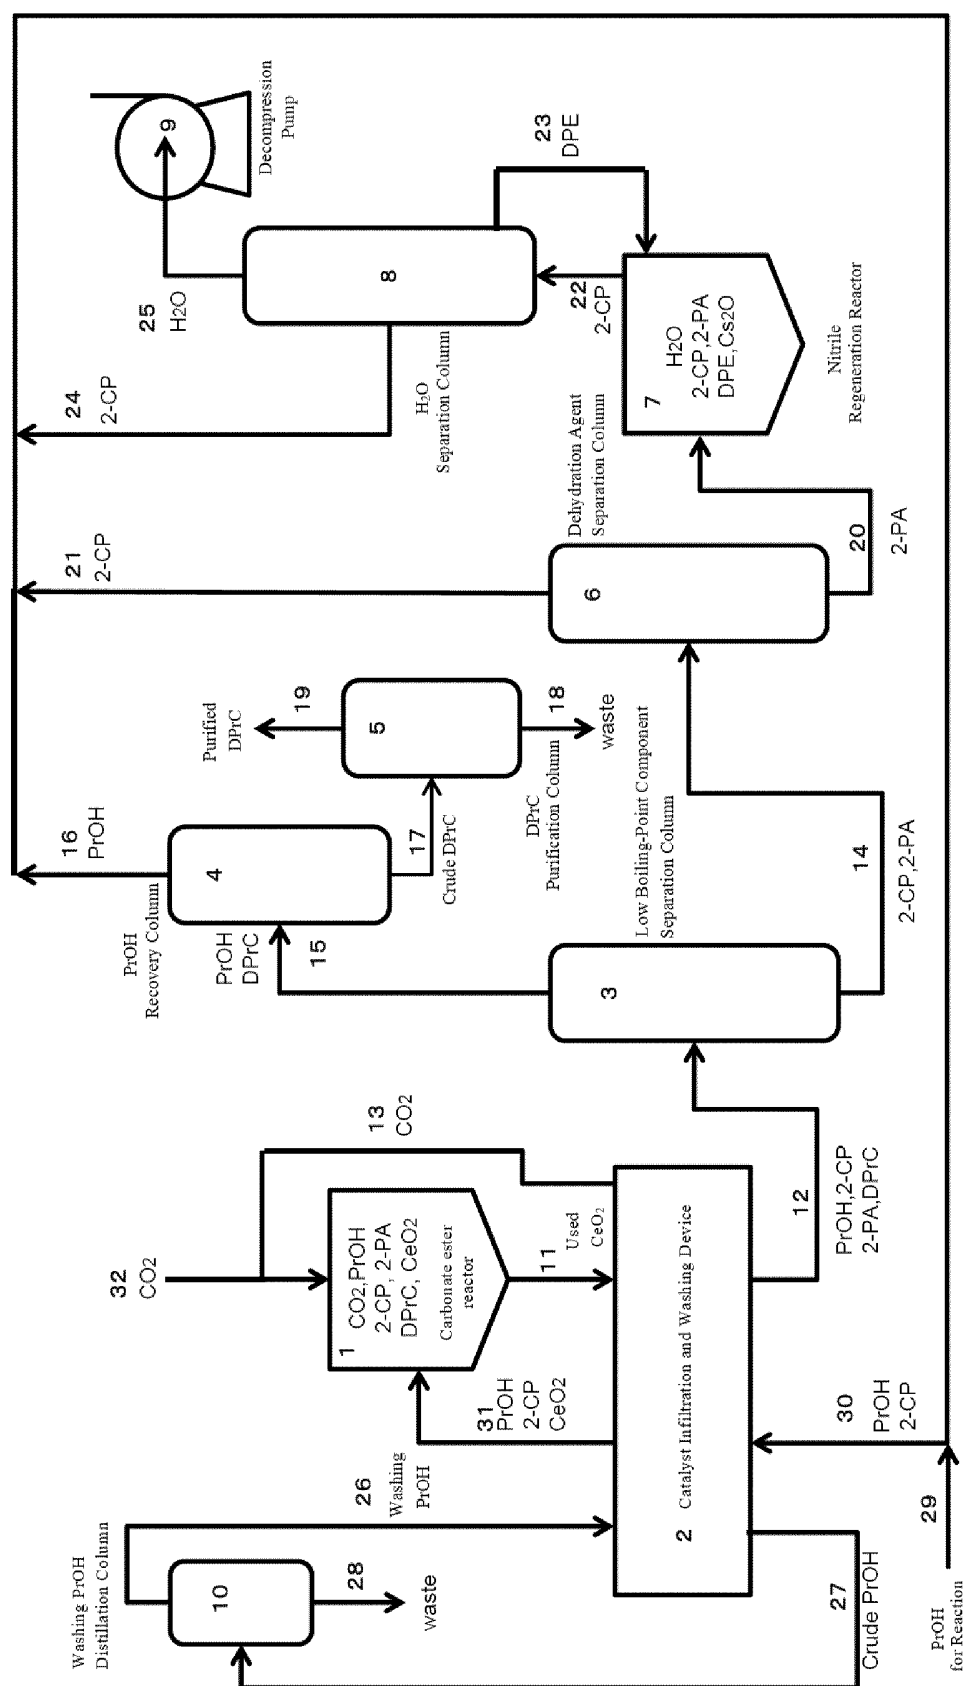 Washing PrOH
Distillation Column
10
28
waste
26
Washing
PrOH
27
Crude PrOH
PrOH
for Reaction
29
30
PrOH
2-CP
2
Catalyst Infiltration and Washing Device
31
PrOH
2-CP
CeO2
32
CO2
1
CO2,PrOH
2-CP, 2-PA
DPrC, CeO2
Carbonate ester
reactor
11
Used
CeO2
13
CO2
12
PrOH,2-CP
2-PA,DPrC
3
Low Boiling-Point Component
Separation Column
14
2-CP,2-PA
PrOH
DPrC
15
PrOH
Recovery Column
4
16
PrOH
17
Crude DPrC
5
DPrC
Purification Column
18
waste
19
Purified
DPrC
6
Dehydration Agent
Separation Column
20
2-PA
21
2-CP
7
H2O
2-CP,2-PA
DPE,Cs2O
Nitrile
Regeneration Reactor
22
2-CP
23
DPE
8
H2O
Separation Column
24
2-CP
25
H2O
9
Decompression
Pump